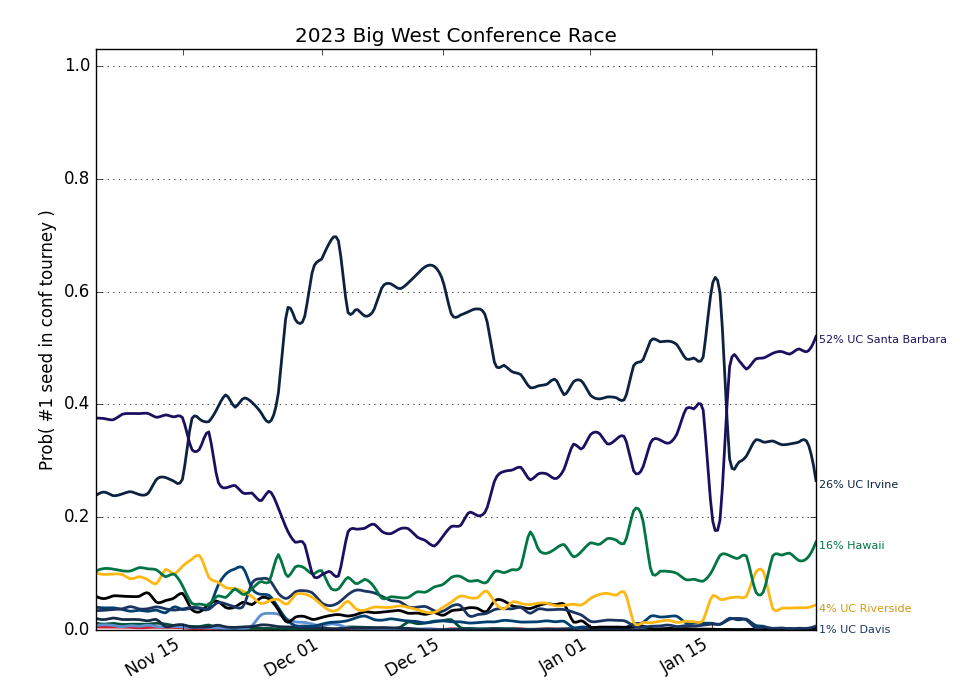 2023 Big West Conference Race
Prob( #1 seed in conf tourney )
1.0
0.8
0.6
0.4
0.2
0.0
52% UC Santa Barbara
26% UC Irvine
16% Hawaii
4% UC Riverside
1% UC Davis
Nov 15
Dec 01
Dec 15
Jan 01
Jan 15